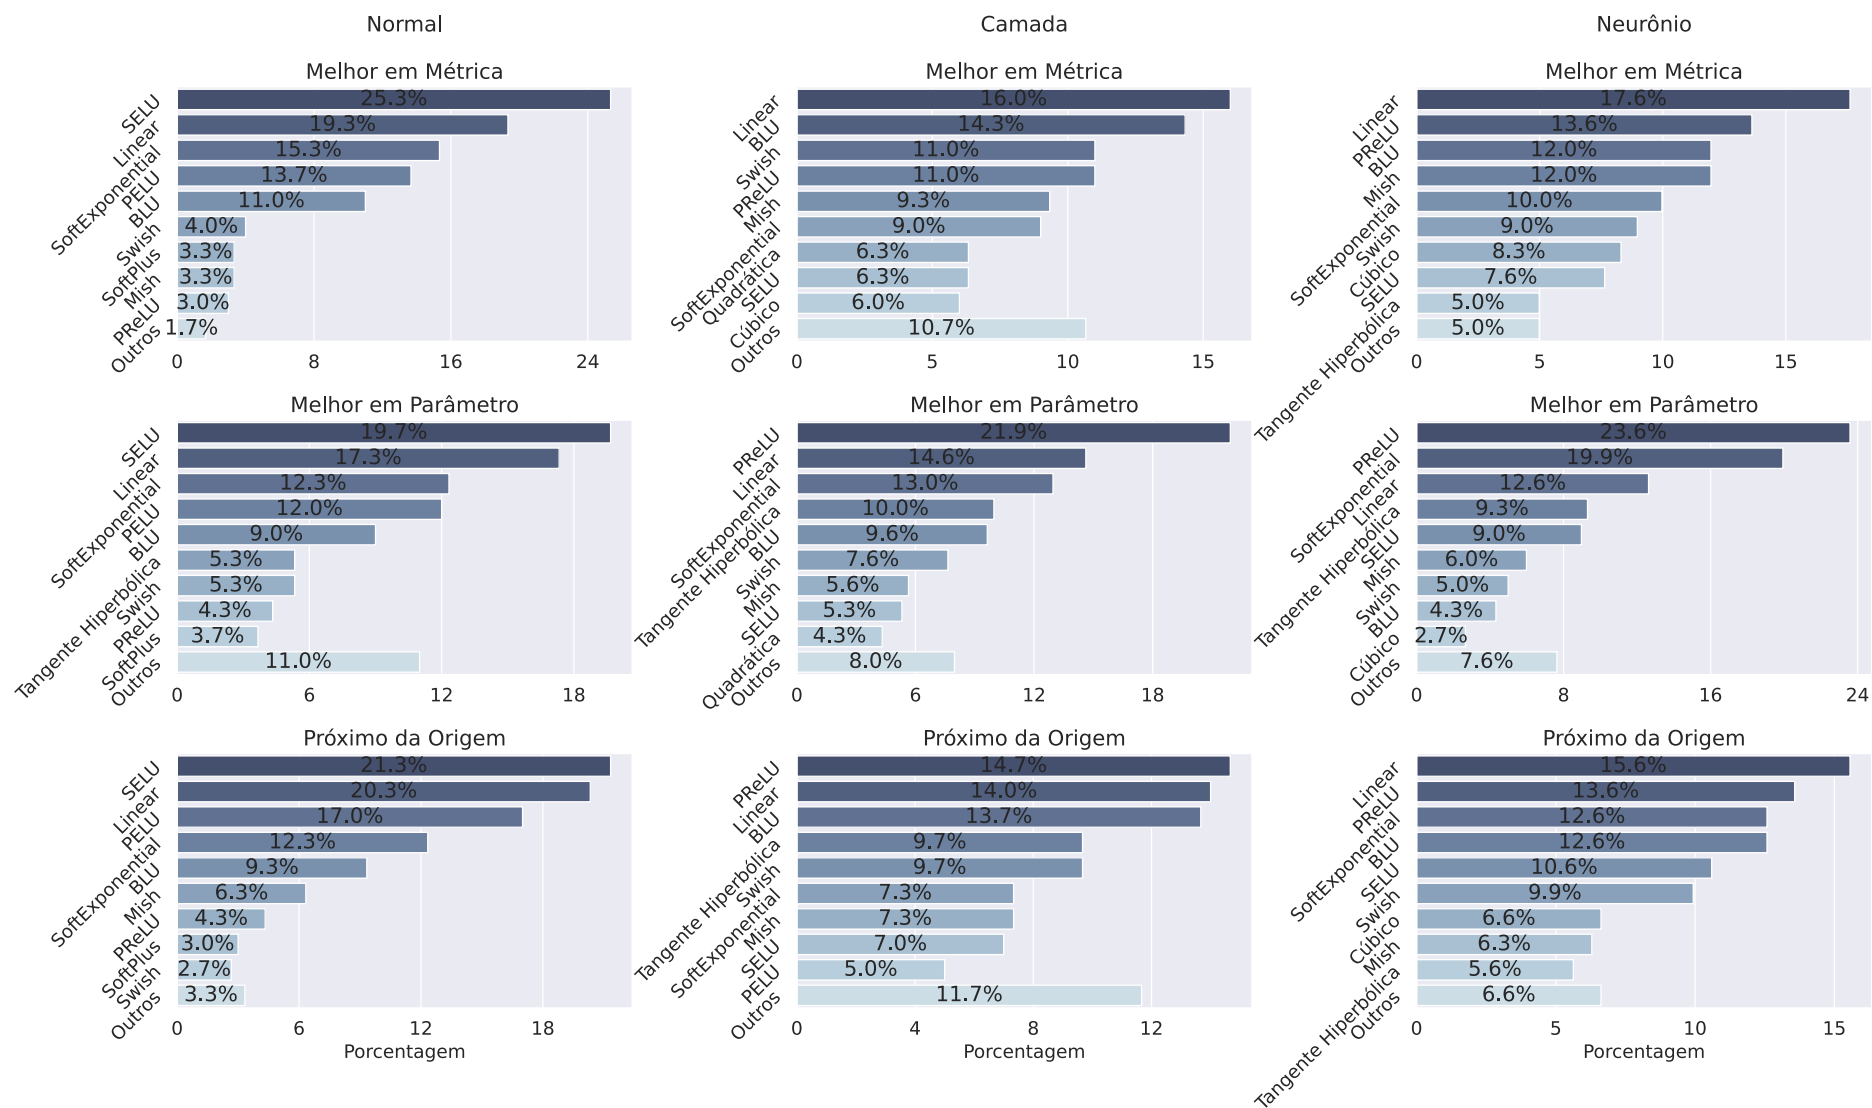 Normal
Camada
Neurônio
Melhor em Métrica
SELU 25.3%
Linear 19.3%
SoftExponential 15.3%
PELU 13.7%
BLU 11.0%
Swish 4.0%
SoftPlus 3.3%
Mish 3.3%
PReLU 3.0%
Outros 1.7%
0 8 16 24
Melhor em Métrica
Linear 16.0%
BLU 14.3%
Swish 11.0%
PReLU 11.0%
Mish 9.3%
SoftExponential 9.0%
Quadrática 6.3%
SELU 6.3%
Cúbico 6.0%
Outros 10.7%
0 5 10 15
Melhor em Métrica
Linear 17.6%
PReLU 13.6%
BLU 12.0%
Mish 12.0%
SoftExponential 10.0%
Swish 9.0%
Cúbico 8.3%
SELU 7.6%
Tangente Hiperbólica 5.0%
Outros 5.0%
0 5 10 15
Melhor em Parâmetro
SELU 19.7%
Linear 17.3%
SoftExponential 12.3%
PELU 12.0%
BLU 9.0%
Tangente Hiperbólica 5.3%
Swish 5.3%
PReLU 4.3%
SoftPlus 3.7%
Outros 11.0%
0 6 12 18
Melhor em Parâmetro
PReLU 21.9%
Linear 14.6%
SoftExponential 13.0%
Tangente Hiperbólica 10.0%
BLU 9.6%
Swish 7.6%
Mish 5.6%
SELU 5.3%
Quadrática 4.3%
Outros 8.0%
0 6 12 18
Melhor em Parâmetro
PReLU 23.6%
SoftExponential 19.9%
Linear 12.6%
Tangente Hiperbólica 9.3%
SELU 9.0%
Mish 6.0%
Swish 5.0%
BLU 4.3%
Cúbico 2.7%
Outros 7.6%
0 8 16 24
Próximo da Origem
SELU 21.3%
Linear 20.3%
PELU 17.0%
SoftExponential 12.3%
BLU 9.3%
Mish 6.3%
PReLU 4.3%
SoftPlus 3.0%
Swish 2.7%
Outros 3.3%
0 6 12 18
Porcentagem
Próximo da Origem
PReLU 14.7%
Linear 14.0%
BLU 13.7%
Tangente Hiperbólica 9.7%
Swish 9.7%
SoftExponential 7.3%
Mish 7.3%
SELU 7.0%
PELU 5.0%
Outros 11.7%
0 4 8 12
Porcentagem
Próximo da Origem
Linear 15.6%
PReLU 13.6%
SoftExponential 12.6%
BLU 12.6%
SELU 10.6%
Swish 9.9%
Cúbico 6.6%
Mish 6.3%
Tangente Hiperbólica 5.6%
Outros 6.6%
0 5 10 15
Porcentagem